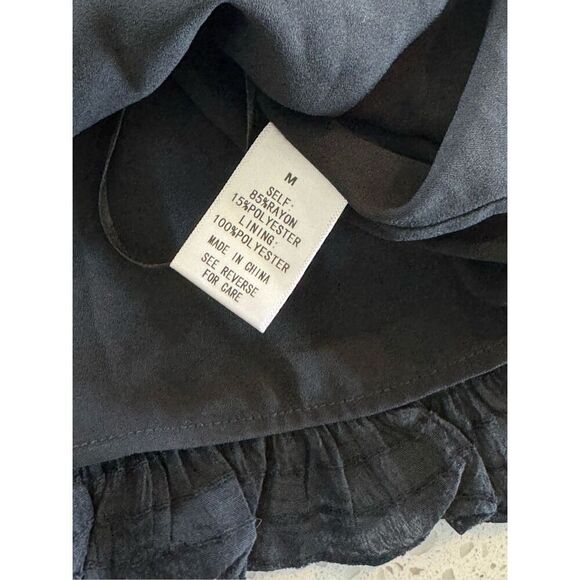 M
SELF:
85%RAYON
15%POLYESTER
LINING:
100%POLYESTER
MADE IN CHINA
SEE REVERSE
FOR CARE